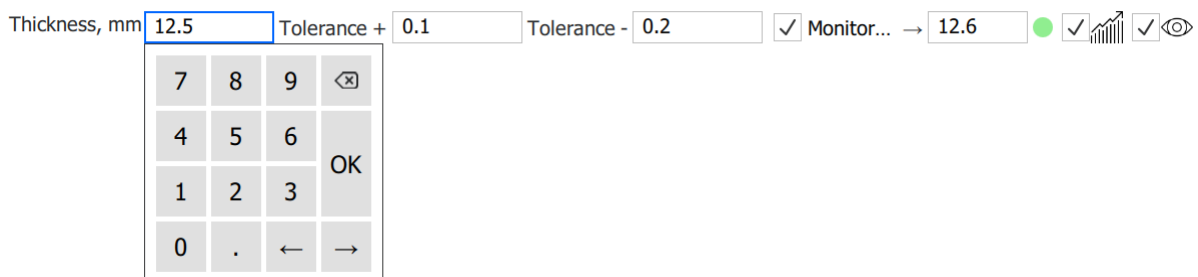 Thickness, mm 12.5 Tolerance + 0.1 Tolerance - 0.2 Monitor... → 12.6
7 8 9
4 5 6
OK
1 2 3
0 . ← →